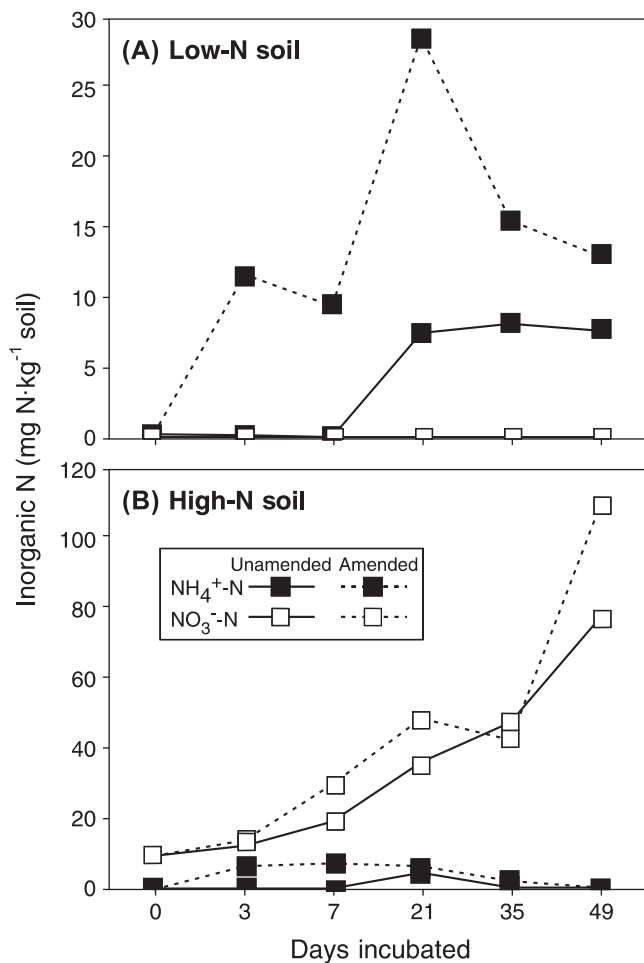 30
(A) Low-N soil
25
20
15
10
5
0
Inorganic N (mg N·kg⁻¹ soil)
120
(B) High-N soil
100
Unamended Amended
NH₄⁺-N
80
NO₃⁻-N
60
40
20
0
0 3 7 21 35 49
Days incubated